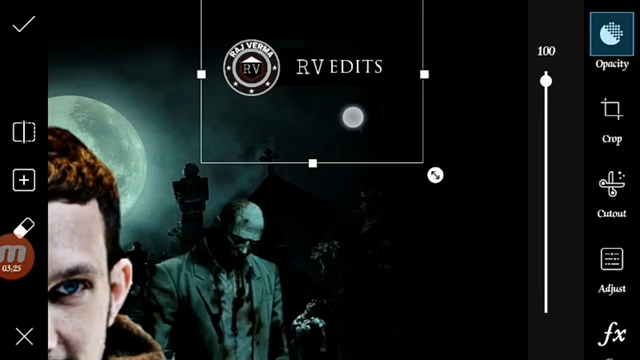 100
Opacity
RAJ VERMA
RV
RV EDITS
Crop
Cutout
Adjust
fx
M
03:25